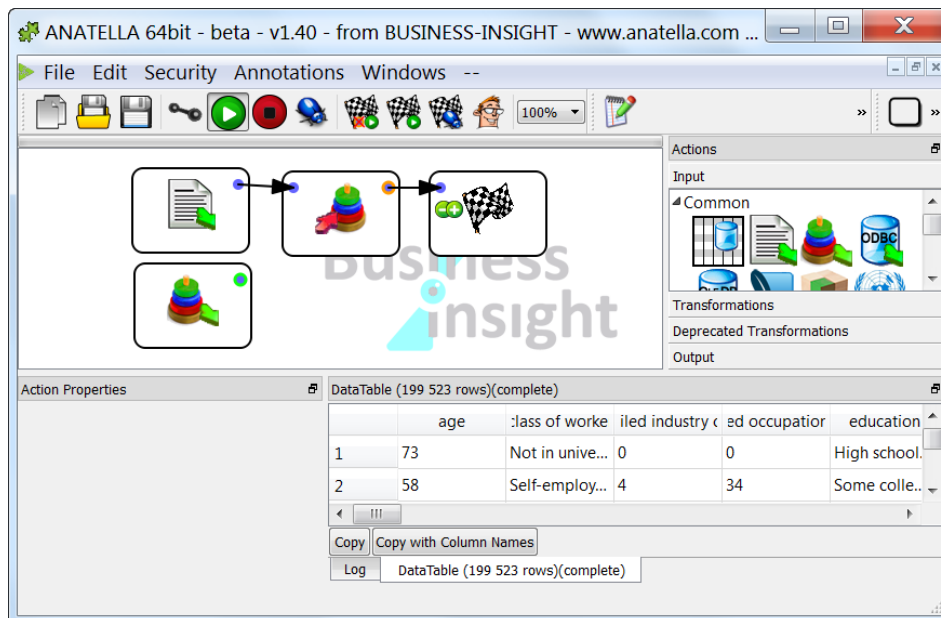 ANATELLA 64bit - beta - v1.40 - from BUSINESS-INSIGHT - www.anatella.com ...
File Edit Security Annotations Windows --
100%
» »
Actions
Input
Common
ODBC
Transformations
Deprecated Transformations
Output
Business
insight
Action Properties
DataTable (199 523 rows)(complete)
age :lass of worke iled industry c ed occupation education
1 73 Not in unive... 0 0 High school.
2 58 Self-employ... 4 34 Some colle..
Copy Copy with Column Names
Log DataTable (199 523 rows)(complete)